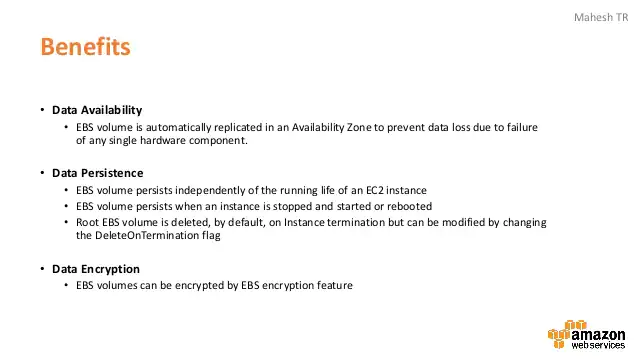 Mahesh TR
Benefits
• Data Availability
• EBS volume is automatically replicated in an Availability Zone to prevent data loss due to failure
of any single hardware component.
• Data Persistence
• EBS volume persists independently of the running life of an EC2 instance
• EBS volume persists when an instance is stopped and started or rebooted
• Root EBS volume is deleted, by default, on Instance termination but can be modified by changing
the DeleteOnTermination flag
• Data Encryption
• EBS volumes can be encrypted by EBS encryption feature
amazon
webservices